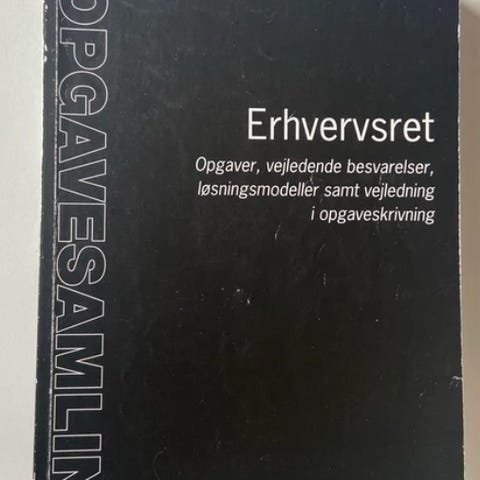 OPGAVESAMLIN
Erhvervsret
Opgaver, vejledende besvarelser,
løsningsmodeller samt vejledning
i opgaveskrivning